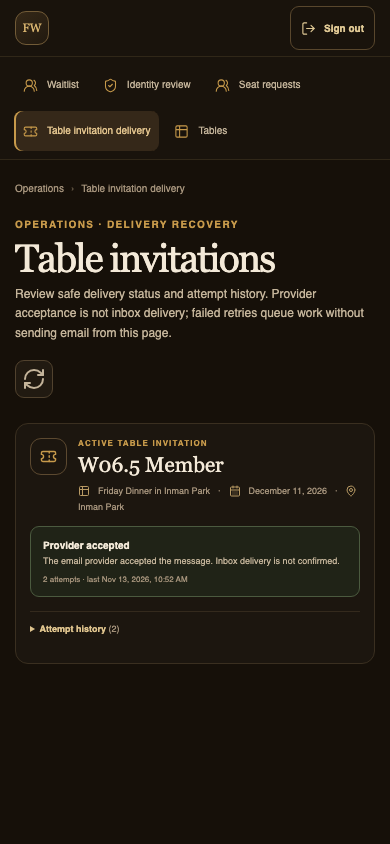 FW
Sign out
Waitlist
Identity review
Seat requests
Table invitation delivery
Tables
Operations › Table invitation delivery
OPERATIONS · DELIVERY RECOVERY
Table invitations
Review safe delivery status and attempt history. Provider
acceptance is not inbox delivery; failed retries queue work without
sending email from this page.
ACTIVE TABLE INVITATION
W06.5 Member
Friday Dinner in Inman Park · December 11, 2026 ·
Inman Park
Provider accepted
The email provider accepted the message. Inbox delivery is not confirmed.
2 attempts · last Nov 13, 2026, 10:52 AM
Attempt history (2)